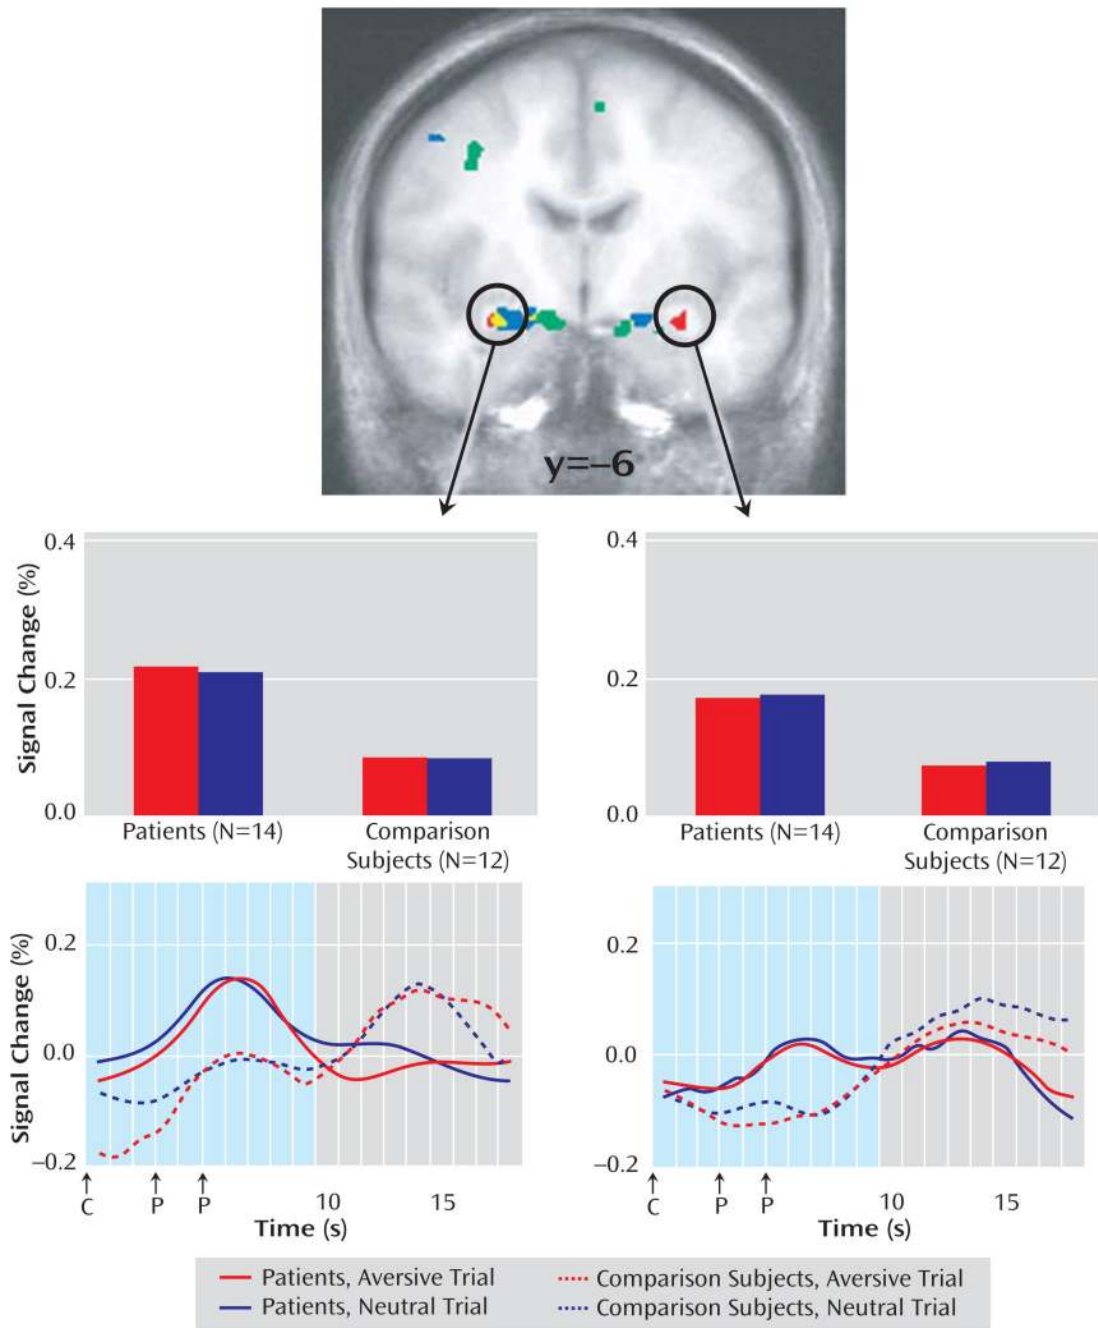 y=–6
0.4
0.2
0.0
Signal Change (%)
Patients (N=14)
Comparison
Subjects (N=12)
0.4
0.2
0.0
Patients (N=14)
Comparison
Subjects (N=12)
0.2
0.0
–0.2
Signal Change (%)
C
P
P
10
15
Time (s)
0.2
0.0
–0.2
C
P
P
10
15
Time (s)
Patients, Aversive Trial
Comparison Subjects, Aversive Trial
Patients, Neutral Trial
Comparison Subjects, Neutral Trial